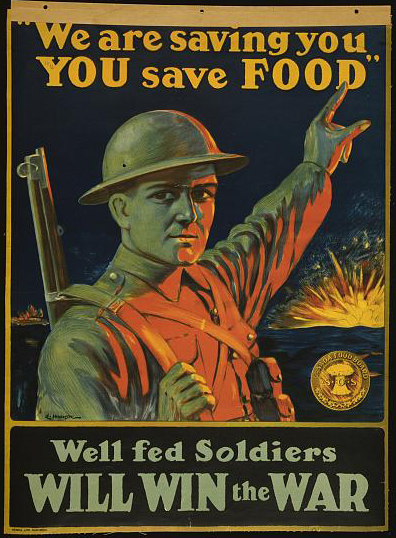 "We are saving you
YOU save FOOD"
Well fed Soldiers
WILL WIN the WAR